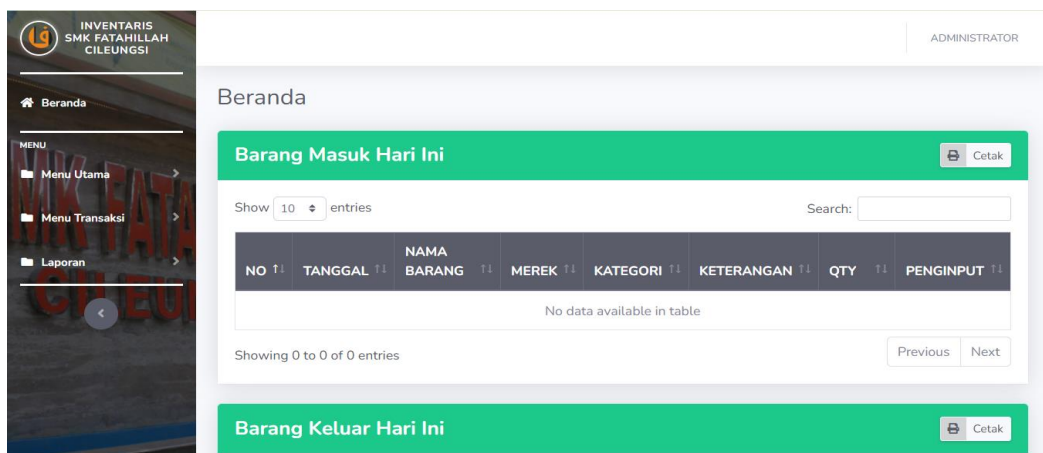 INVENTARIS
SMK FATAHILLAH
CILEUNGSI
ADMINISTRATOR
Beranda
MENU
Menu Utama
Menu Transaksi
Laporan
Beranda
Barang Masuk Hari Ini
Cetak
Show 10 entries
Search:
NO TANGGAL NAMA BARANG MEREK KATEGORI KETERANGAN QTY PENGINPUT
No data available in table
Showing 0 to 0 of 0 entries
Previous Next
Barang Keluar Hari Ini
Cetak